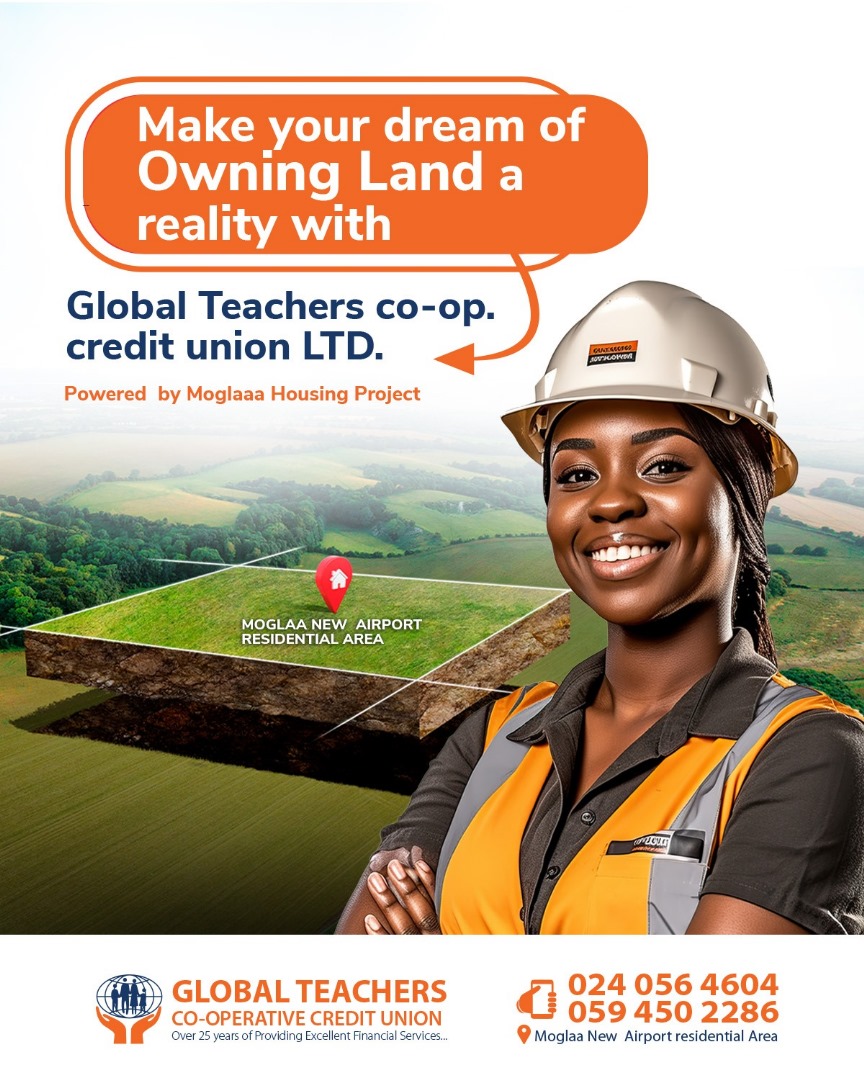 Make your dream of
Owning Land a
reality with
Global Teachers co-op.
credit union LTD.
Powered by Moglaaa Housing Project
MOGLAA NEW AIRPORT
RESIDENTIAL AREA
GLOBAL TEACHERS
CO-OPERATIVE CREDIT UNION
Over 25 years of Providing Excellent Financial Services...
024 056 4604
059 450 2286
Moglaa New Airport residential Area